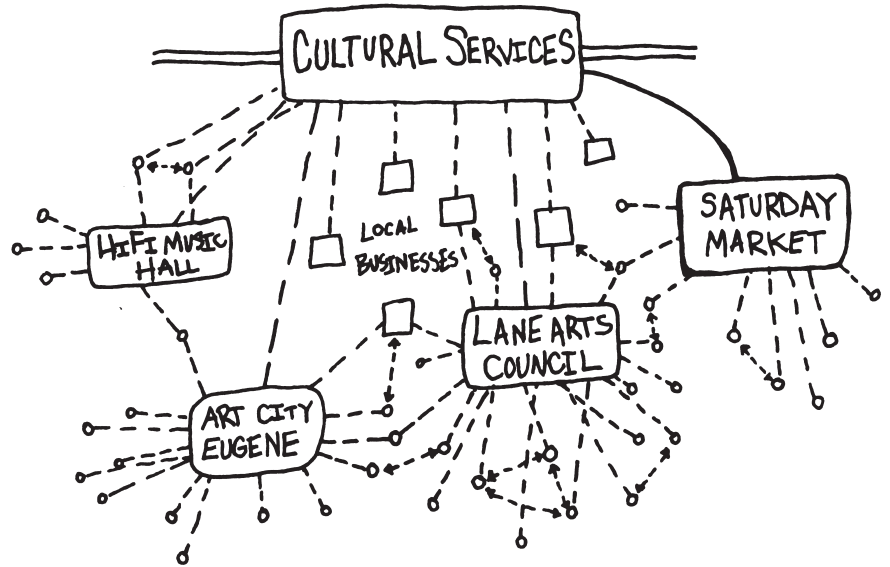 CULTURAL SERVICES
SATURDAY
MARKET
HIFI MUSIC
HALL
LOCAL
BUSINESSES
LANE ARTS
COUNCIL
ART CITY
EUGENE